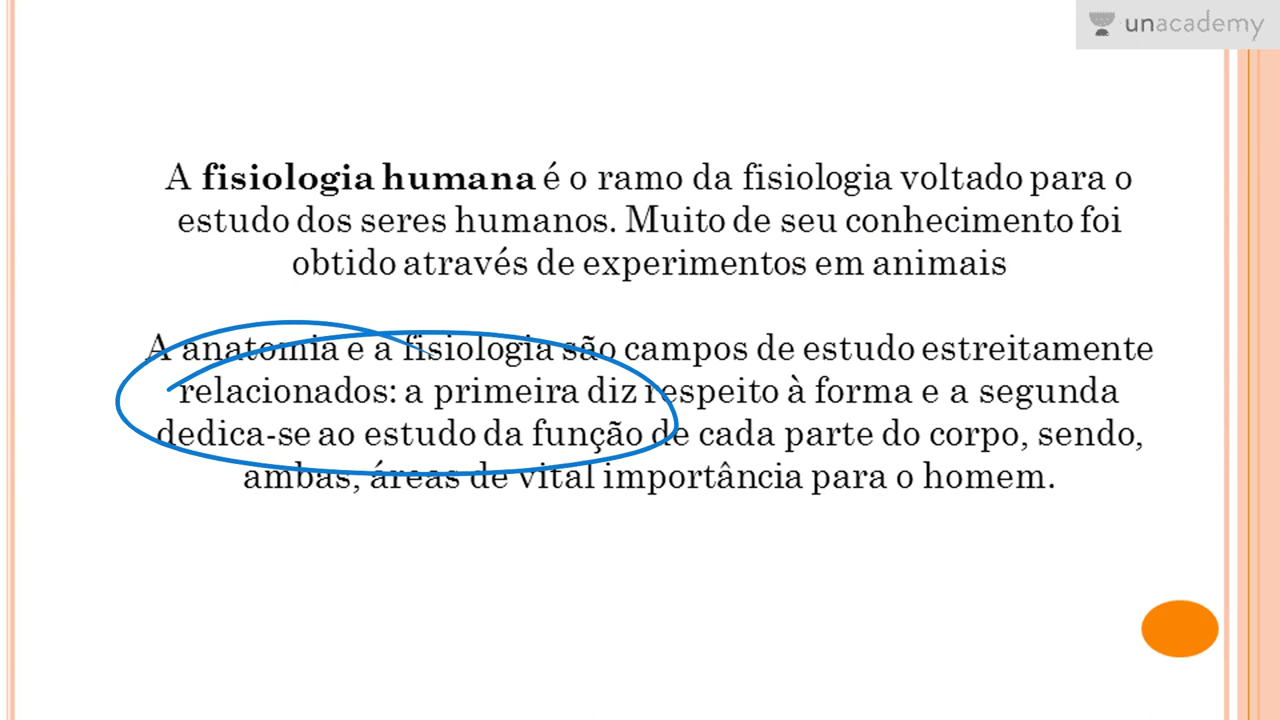 unacademy
A fisiologia humana é o ramo da fisiologia voltado para o
estudo dos seres humanos. Muito de seu conhecimento foi
obtido através de experimentos em animais
A anatomia e a fisiologia são campos de estudo estreitamente
relacionados: a primeira diz respeito à forma e a segunda
dedica-se ao estudo da função de cada parte do corpo, sendo,
ambas, áreas de vital importância para o homem.